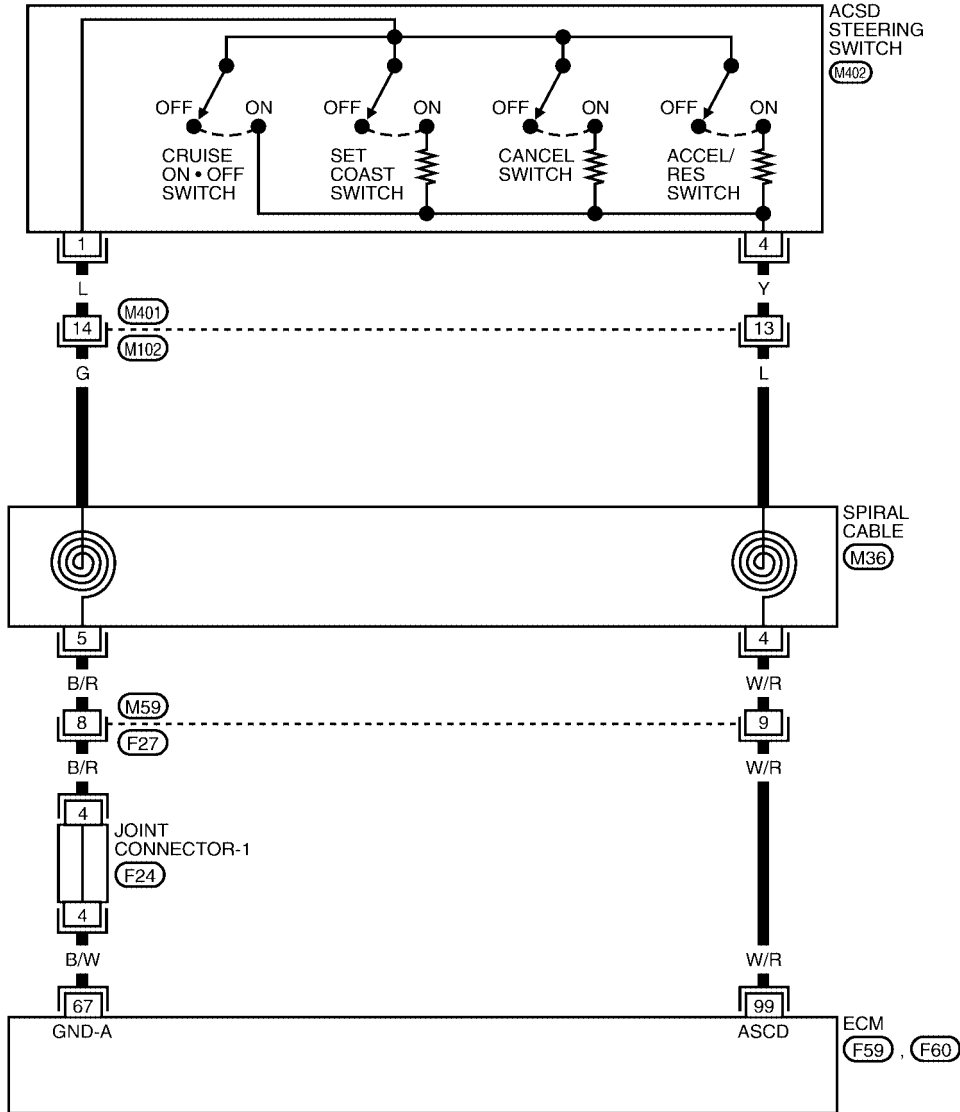 ACSD
STEERING
SWITCH
M402
OFF ON
OFF ON
OFF ON
OFF ON
CRUISE
ON • OFF
SWITCH
SET
COAST
SWITCH
CANCEL
SWITCH
ACCEL/
RES
SWITCH
1 4
L Y
M401
14 13
M102
G L
SPIRAL
CABLE
M36
5 4
B/R W/R
M59
8 9
F27
B/R W/R
4
JOINT
CONNECTOR-1
F24
4
B/W W/R
67 99
GND-A ASCD
ECM
F59 , F60